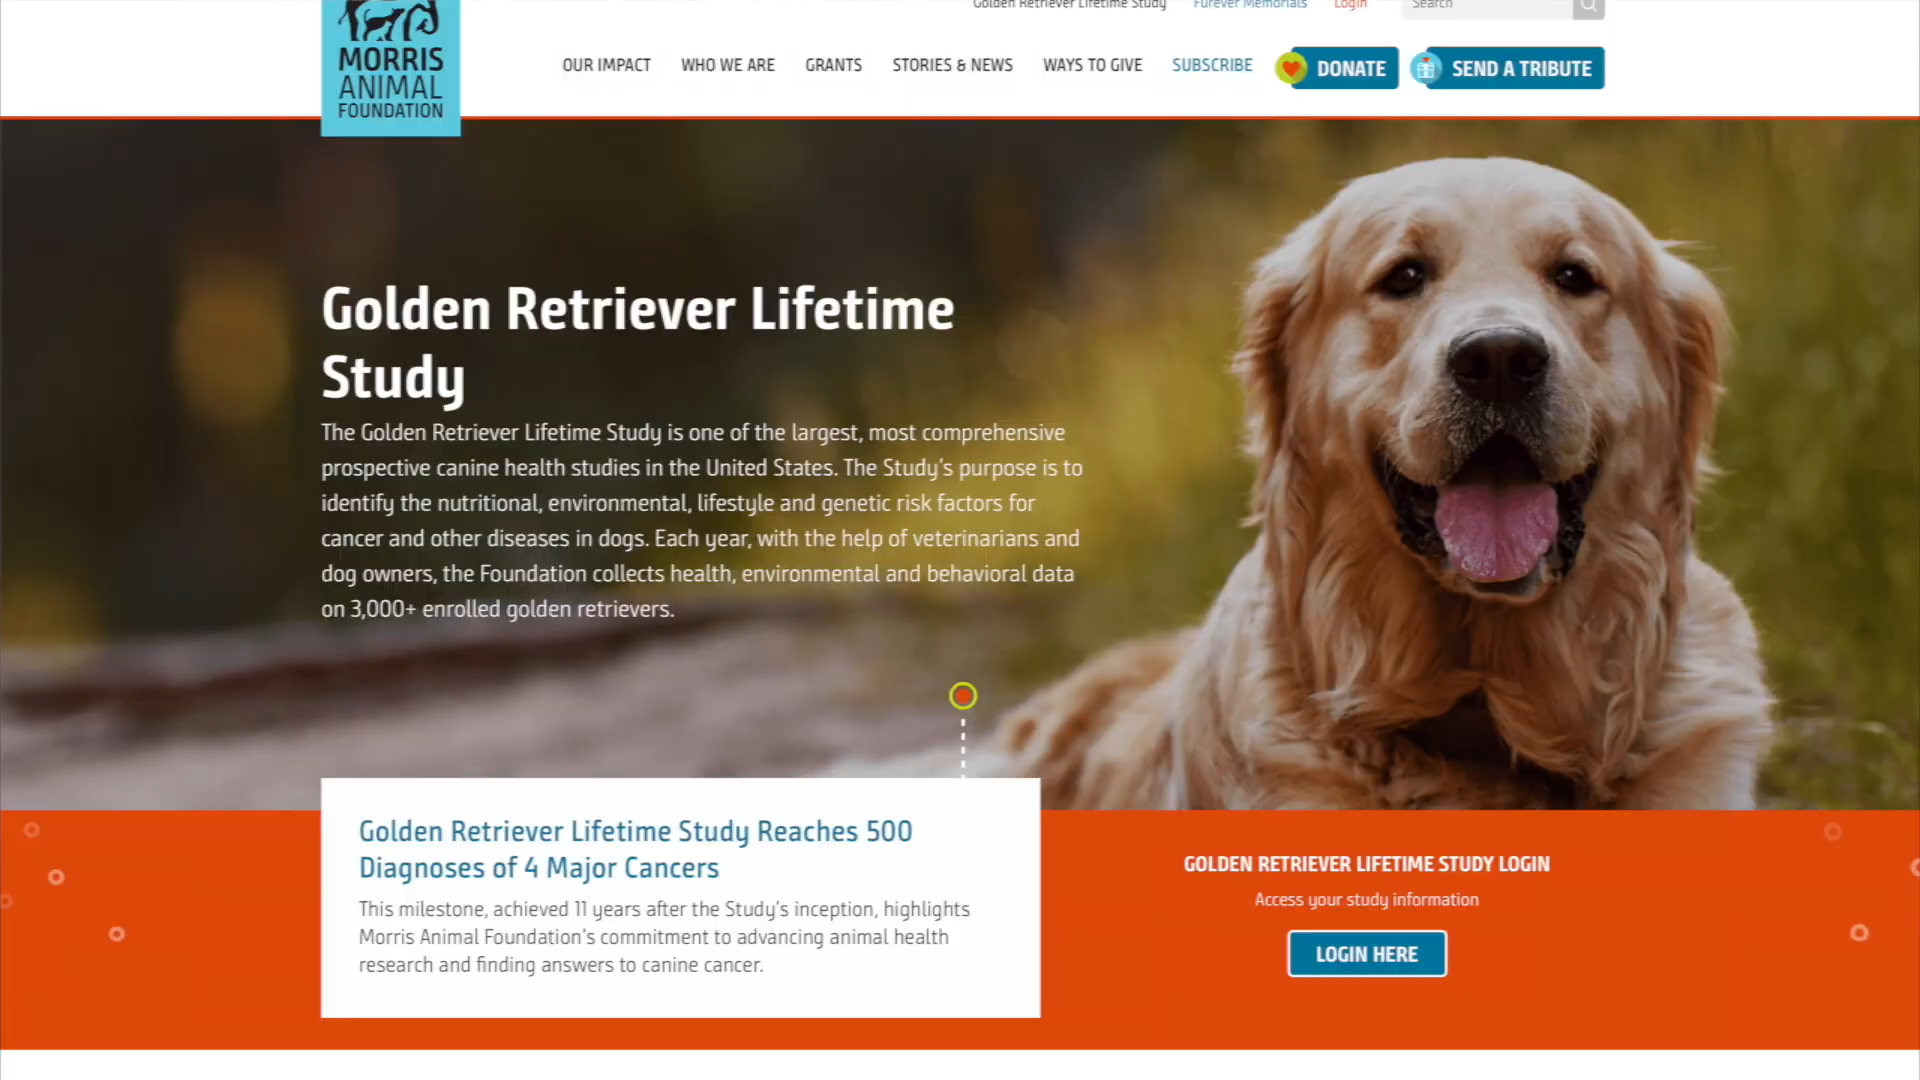 Golden Retriever Lifetime Study
Furever Memorials
Login
Search
MORRIS
ANIMAL
FOUNDATION
OUR IMPACT
WHO WE ARE
GRANTS
STORIES & NEWS
WAYS TO GIVE
SUBSCRIBE
DONATE
SEND A TRIBUTE
Golden Retriever Lifetime
Study
The Golden Retriever Lifetime Study is one of the largest, most comprehensive
prospective canine health studies in the United States. The Study's purpose is to
identify the nutritional, environmental, lifestyle and genetic risk factors for
cancer and other diseases in dogs. Each year, with the help of veterinarians and
dog owners, the Foundation collects health, environmental and behavioral data
on 3,000+ enrolled golden retrievers.
Golden Retriever Lifetime Study Reaches 500
Diagnoses of 4 Major Cancers
This milestone, achieved 11 years after the Study's inception, highlights
Morris Animal Foundation's commitment to advancing animal health
research and finding answers to canine cancer.
GOLDEN RETRIEVER LIFETIME STUDY LOGIN
Access your study information
LOGIN HERE